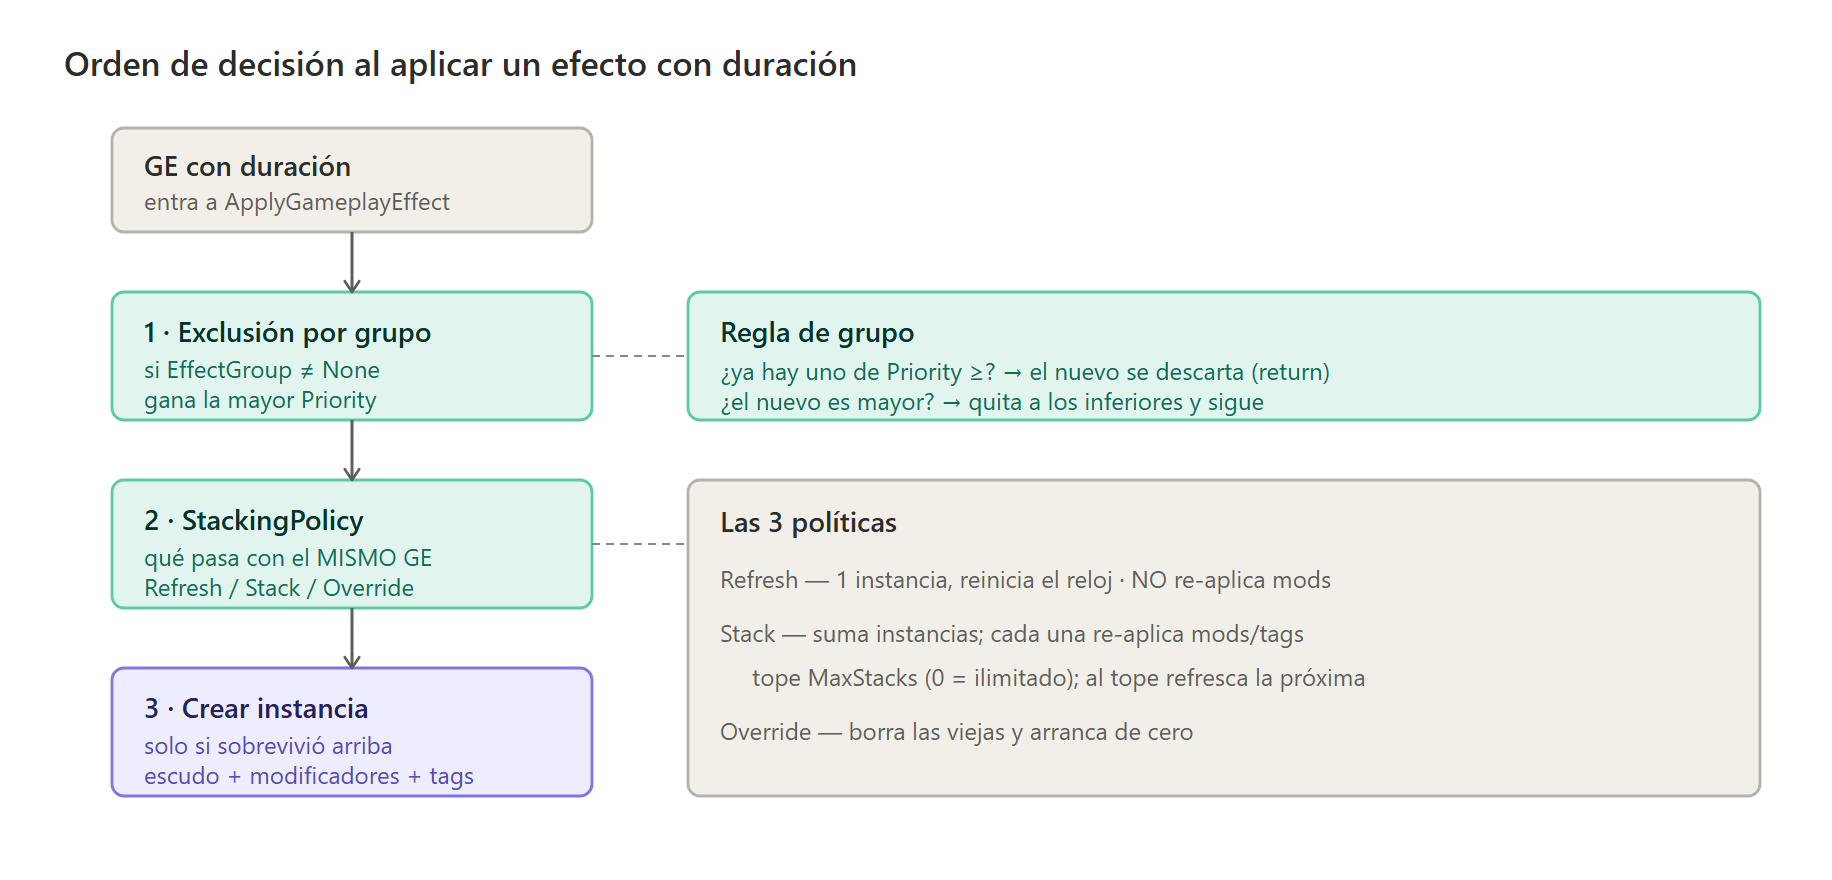 Orden de decisión al aplicar un efecto con duración
GE con duración
entra a ApplyGameplayEffect
1 · Exclusión por grupo
si EffectGroup ≠ None
gana la mayor Priority
Regla de grupo
¿ya hay uno de Priority ≥? → el nuevo se descarta (return)
¿el nuevo es mayor? → quita a los inferiores y sigue
2 · StackingPolicy
qué pasa con el MISMO GE
Refresh / Stack / Override
Las 3 políticas
Refresh — 1 instancia, reinicia el reloj · NO re-aplica mods
Stack — suma instancias; cada una re-aplica mods/tags
tope MaxStacks (0 = ilimitado); al tope refresca la próxima
Override — borra las viejas y arranca de cero
3 · Crear instancia
solo si sobrevivió arriba
escudo + modificadores + tags